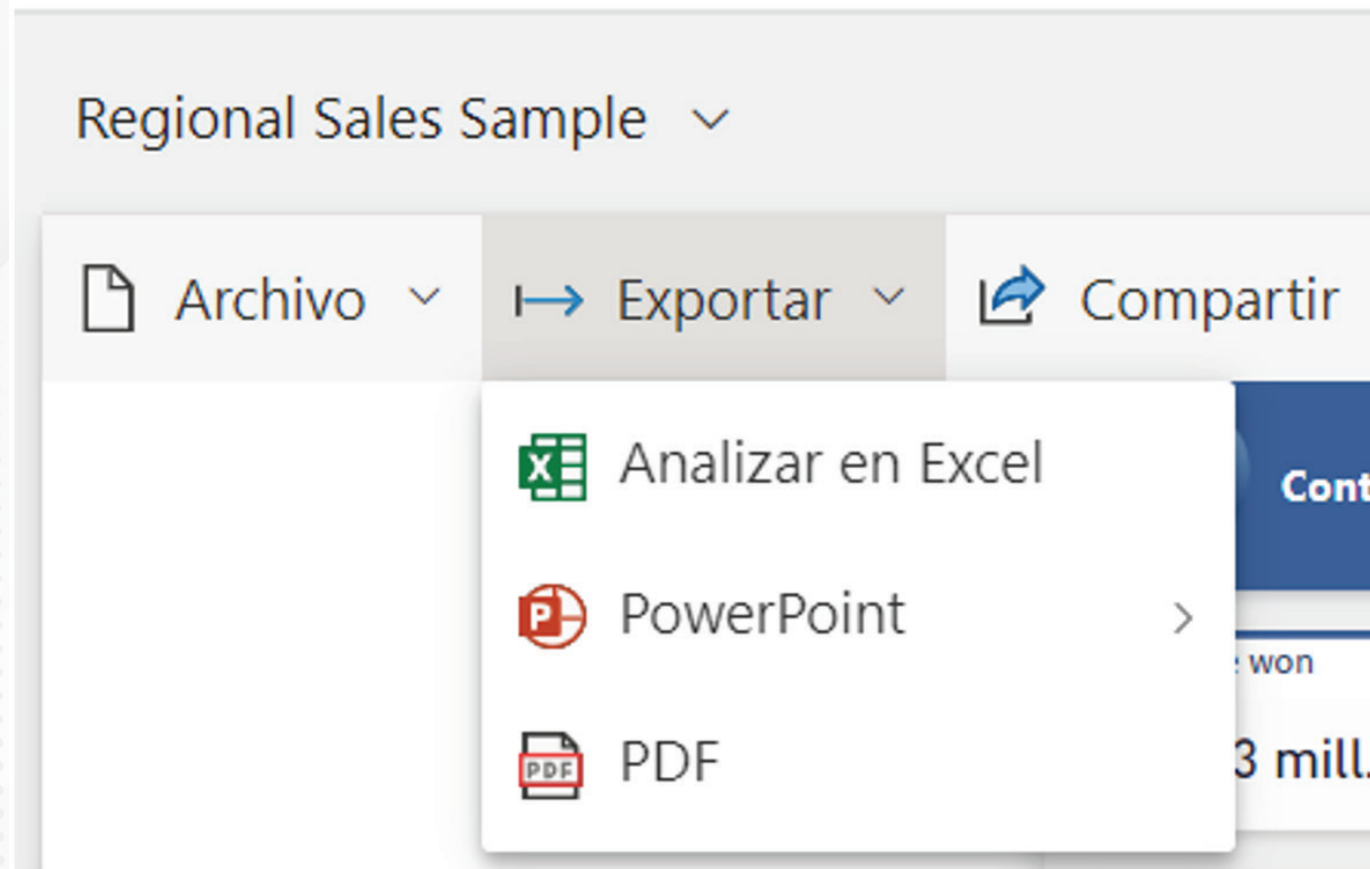 Regional Sales Sample
Archivo Exportar Compartir
Analizar en Excel
PowerPoint
PDF
won
3 mill.